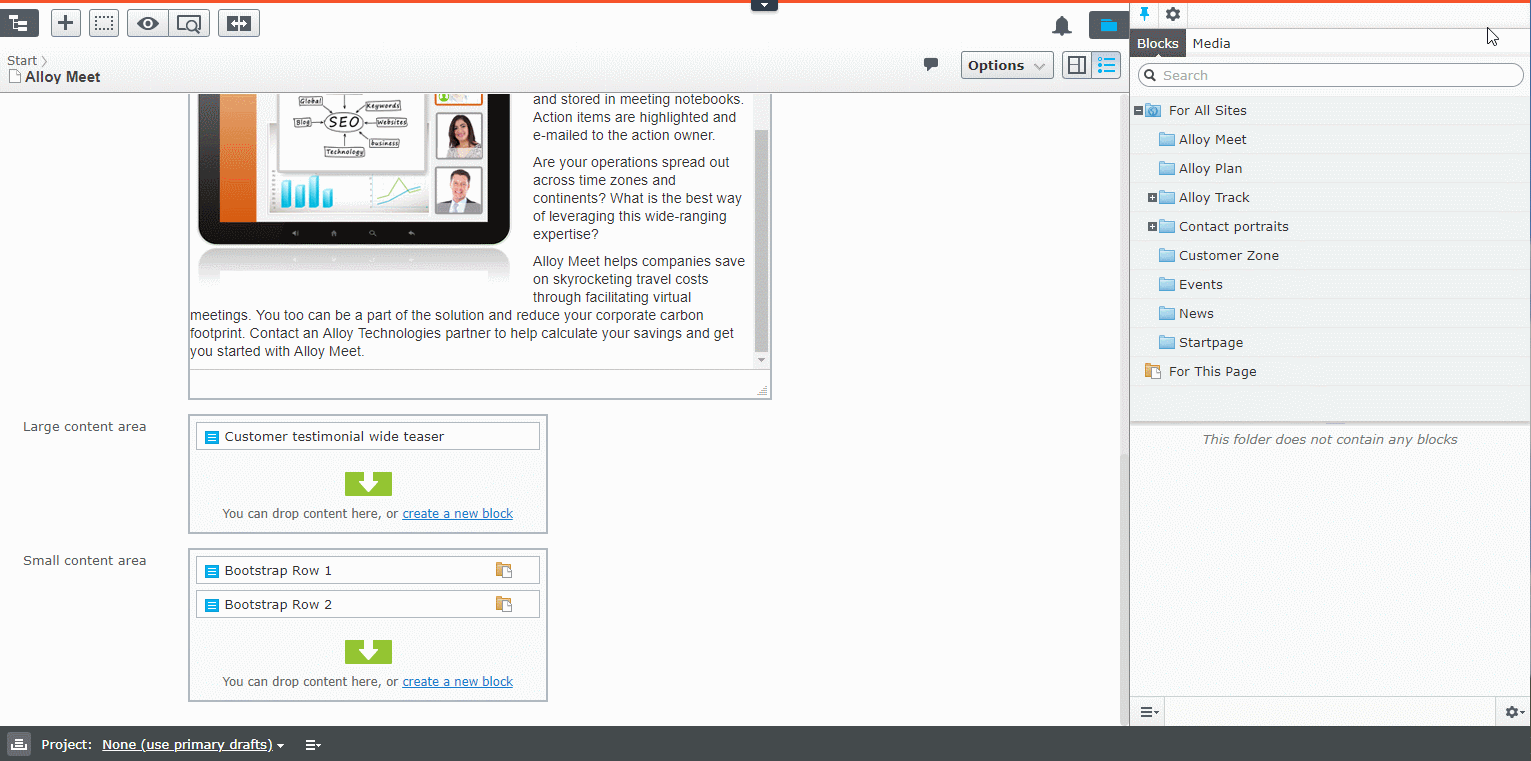 Start
Alloy Meet
Options
Global
Keywords
Blog
SEO
Websites
business
Technology
and stored in meeting notebooks.
Action items are highlighted and
e-mailed to the action owner.
Are your operations spread out
across time zones and
continents? What is the best way
of leveraging this wide-ranging
expertise?
Alloy Meet helps companies save
on skyrocketing travel costs
through facilitating virtual
meetings. You too can be a part of the solution and reduce your corporate carbon
footprint. Contact an Alloy Technologies partner to help calculate your savings and get
you started with Alloy Meet.
Large content area
Customer testimonial wide teaser
You can drop content here, or create a new block
Small content area
Bootstrap Row 1
Bootstrap Row 2
You can drop content here, or create a new block
Blocks
Media
Search
For All Sites
Alloy Meet
Alloy Plan
Alloy Track
Contact portraits
Customer Zone
Events
News
Startpage
For This Page
This folder does not contain any blocks
Project: None (use primary drafts)